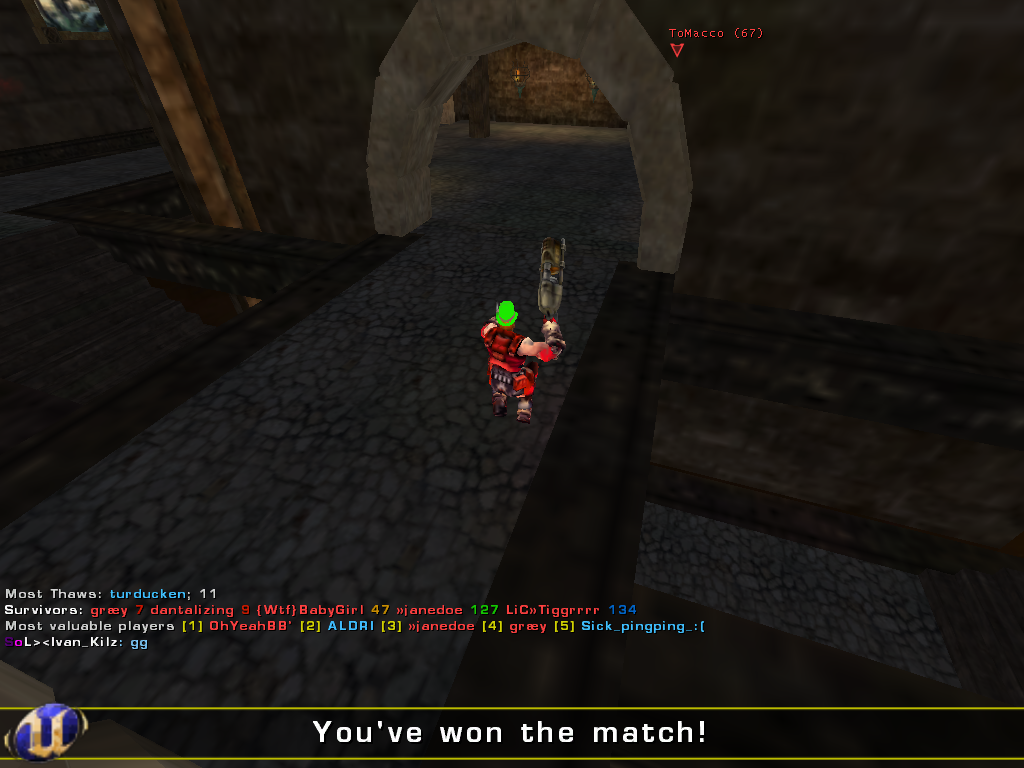 ToMacco (67)
Most Thaws: turducken; 11
Survivors: græy 7 dantalizing 9 {Wtf}BabyGirl 47 »janedoe 127 LiC»Tiggrrrr 134
Most valuable players [1] OhYeahBB' [2] ALDRI [3] »janedoe [4] græy [5] Sick_pingping_:(
SoL><Ivan_Kilz: gg
You've won the match!